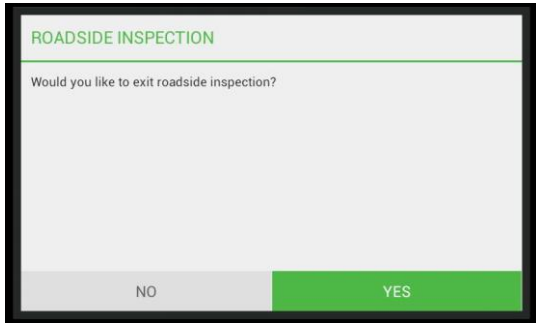 ROADSIDE INSPECTION
Would you like to exit roadside inspection?
NO
YES